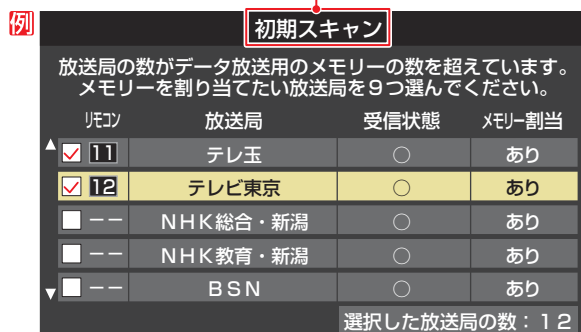 例
初期スキャン
放送局の数がデータ放送用のメモリーの数を超えています。
メモリーを割り当てたい放送局を9つ選んでください。
リモコン 放送局 受信状態 メモリー割当
11 テレ玉 ○ あり
12 テレビ東京 ○ あり
−− NHK総合・新潟 ○ あり
−− NHK教育・新潟 ○ あり
−− BSN ○ あり
選択した放送局の数：12